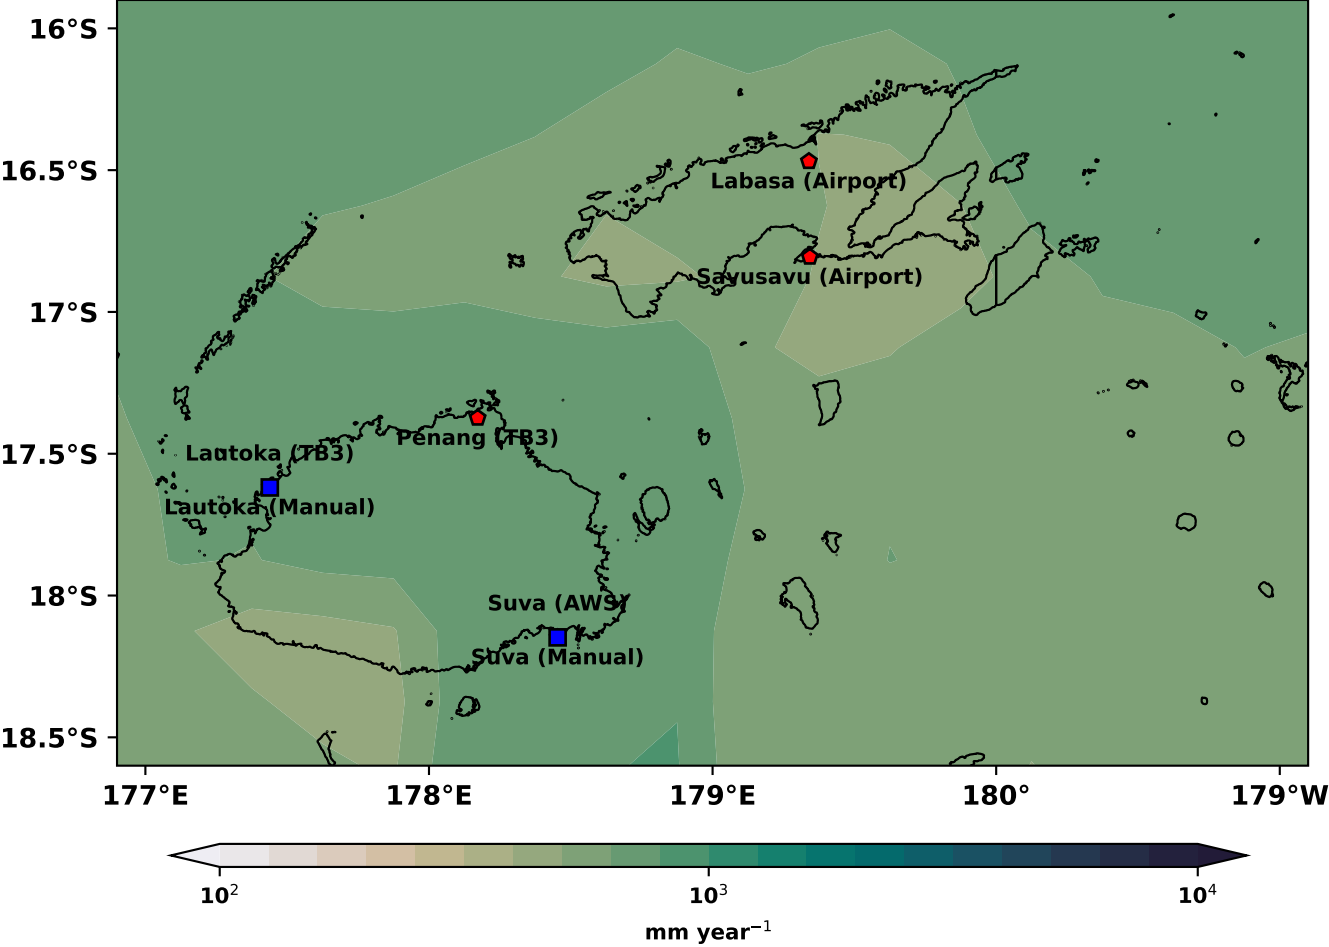 16°S
16.5°S
17°S
17.5°S
18°S
18.5°S
Labasa (Airport)
Savusavu (Airport)
Penang (TB3)
Lautoka (TB3)
Lautoka (Manual)
Suva (AWS)
Suva (Manual)
177°E 178°E 179°E 180° 179°W
10² 10³ 10⁴
mm year⁻¹